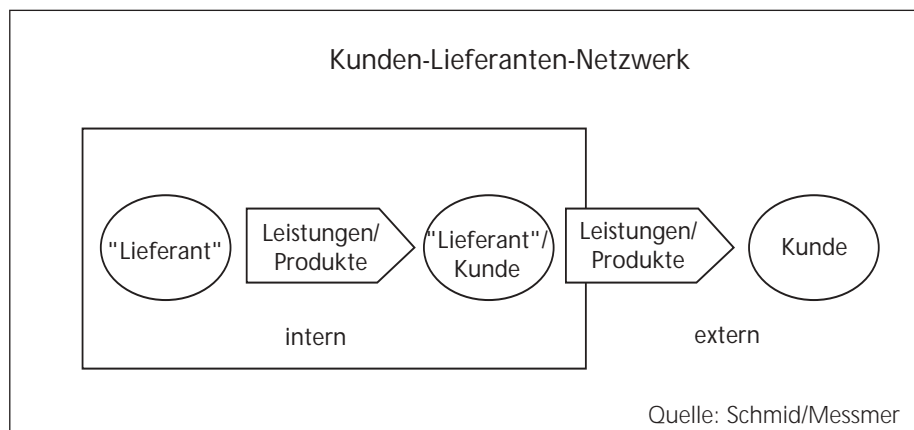 Kunden-Lieferanten-Netzwerk
"Lieferant"
Leistungen/
Produkte
"Lieferant"/
Kunde
Leistungen/
Produkte
Kunde
intern
extern
Quelle: Schmid/Messmer